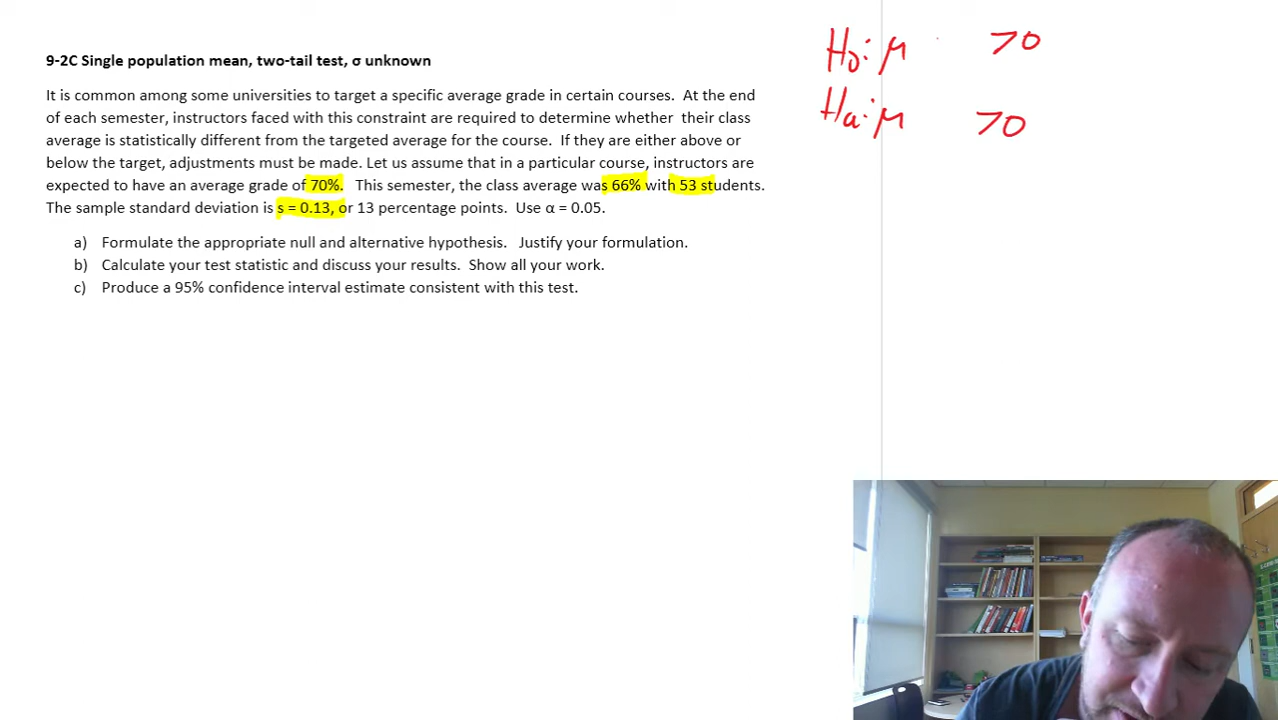 9-2C Single population mean, two-tail test, σ unknown
It is common among some universities to target a specific average grade in certain courses. At the end
of each semester, instructors faced with this constraint are required to determine whether their class
average is statistically different from the targeted average for the course. If they are either above or
below the target, adjustments must be made. Let us assume that in a particular course, instructors are
expected to have an average grade of 70%. This semester, the class average was 66% with 53 students.
The sample standard deviation is s = 0.13, or 13 percentage points. Use α = 0.05.
a) Formulate the appropriate null and alternative hypothesis. Justify your formulation.
b) Calculate your test statistic and discuss your results. Show all your work.
c) Produce a 95% confidence interval estimate consistent with this test.
Ho: μ 70
Ha: μ 70